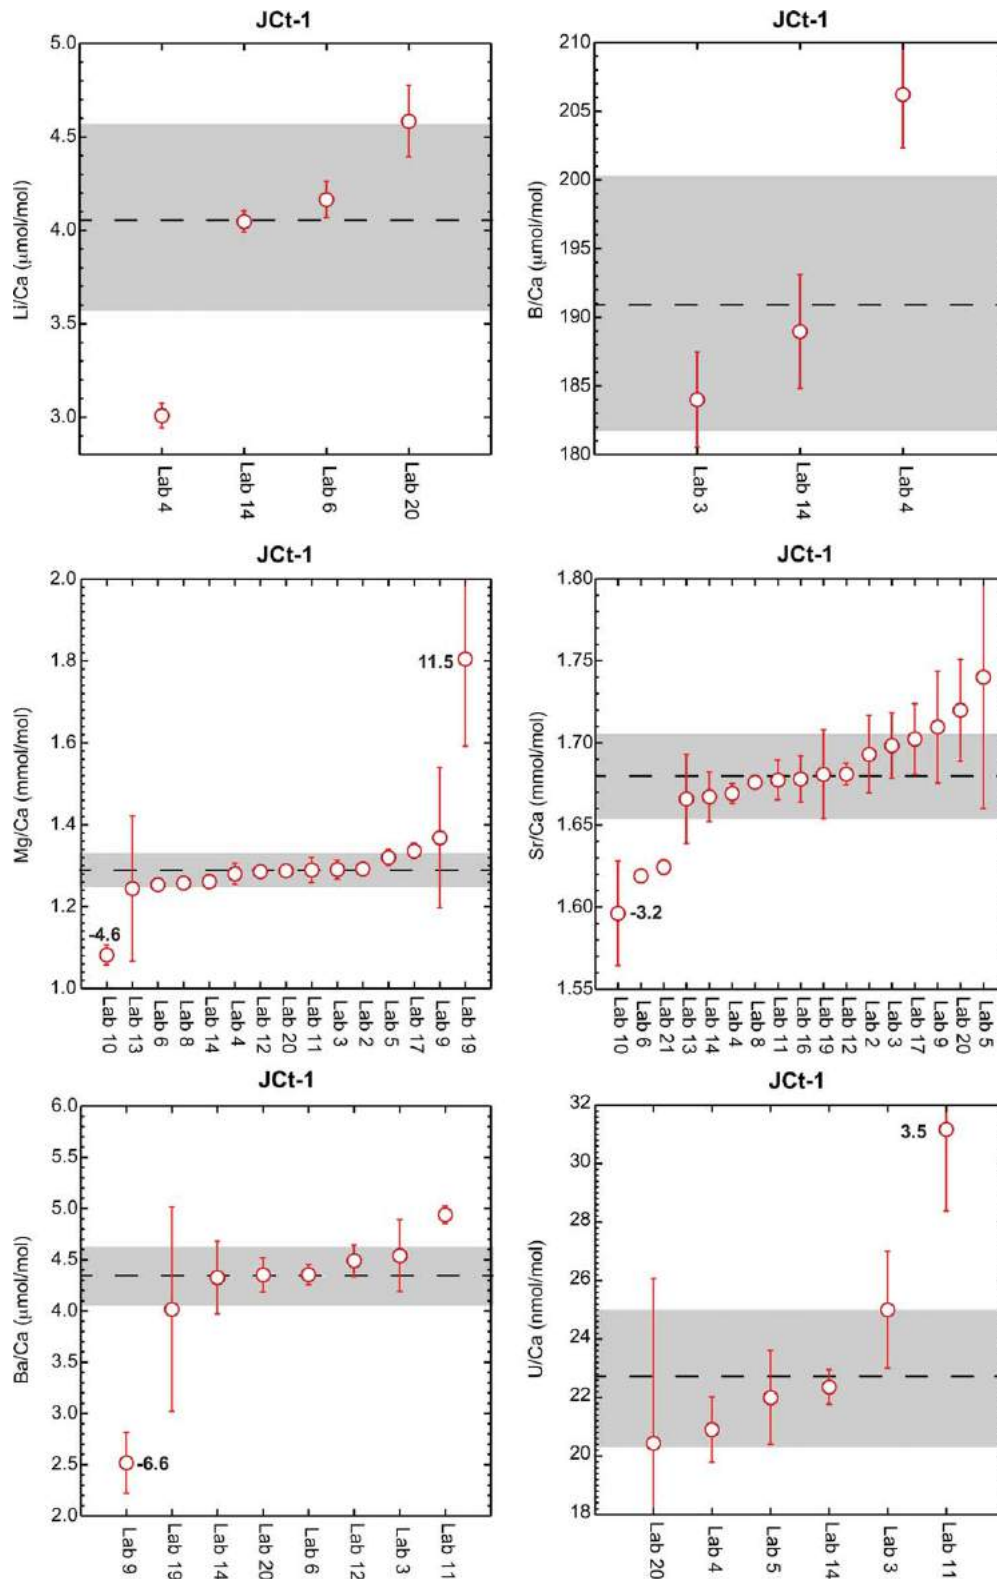 JCt-1
Li/Ca (μmol/mol)
5.0
4.5
4.0
3.5
3.0
Lab 4
Lab 14
Lab 6
Lab 20
JCt-1
B/Ca (μmol/mol)
210
205
200
195
190
185
180
Lab 3
Lab 14
Lab 4
JCt-1
Mg/Ca (mmol/mol)
2.0
1.8
1.6
1.4
1.2
1.0
-4.6
11.5
Lab 10
Lab 13
Lab 6
Lab 8
Lab 14
Lab 4
Lab 12
Lab 20
Lab 11
Lab 3
Lab 2
Lab 5
Lab 17
Lab 9
Lab 19
JCt-1
Sr/Ca (mmol/mol)
1.80
1.75
1.70
1.65
1.60
1.55
-3.2
Lab 10
Lab 6
Lab 21
Lab 13
Lab 14
Lab 4
Lab 8
Lab 11
Lab 16
Lab 19
Lab 12
Lab 2
Lab 3
Lab 17
Lab 9
Lab 20
Lab 5
JCt-1
Ba/Ca (μmol/mol)
6.0
5.5
5.0
4.5
4.0
3.5
3.0
2.5
2.0
-6.6
Lab 9
Lab 19
Lab 14
Lab 20
Lab 6
Lab 12
Lab 3
Lab 11
JCt-1
U/Ca (nmol/mol)
32
30
28
26
24
22
20
18
3.5
Lab 20
Lab 4
Lab 5
Lab 14
Lab 3
Lab 11